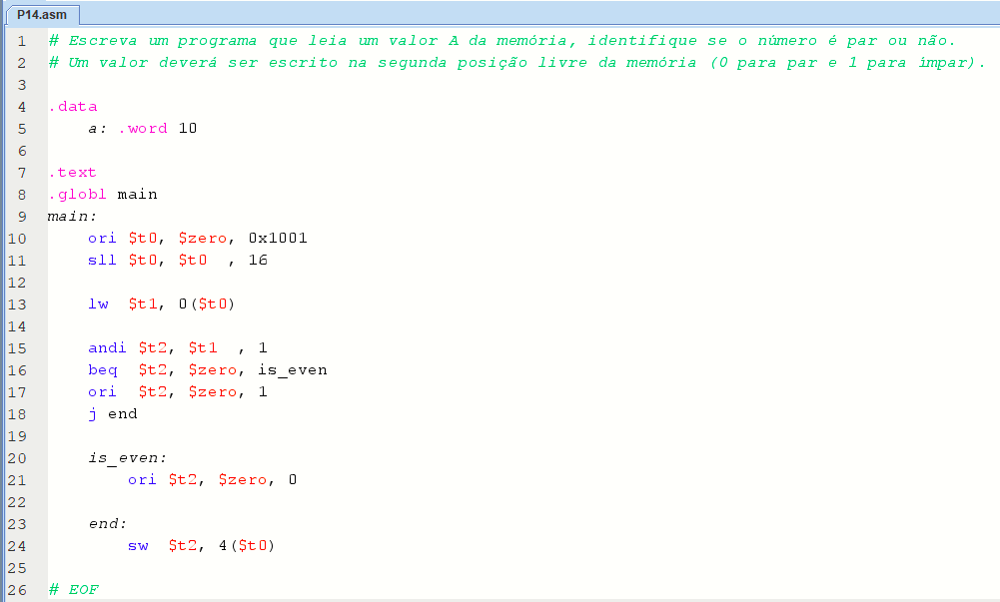 P14.asm
1 # Escreva um programa que leia um valor A da memória, identifique se o número é par ou não.
2 # Um valor deverá ser escrito na segunda posição livre da memória (0 para par e 1 para ímpar).
3
4 .data
5 a: .word 10
6
7 .text
8 .globl main
9 main:
10 ori $t0, $zero, 0x1001
11 sll $t0, $t0 , 16
12
13 lw $t1, 0($t0)
14
15 andi $t2, $t1 , 1
16 beq $t2, $zero, is_even
17 ori $t2, $zero, 1
18 j end
19
20 is_even:
21 ori $t2, $zero, 0
22
23 end:
24 sw $t2, 4($t0)
25
26 # EOF